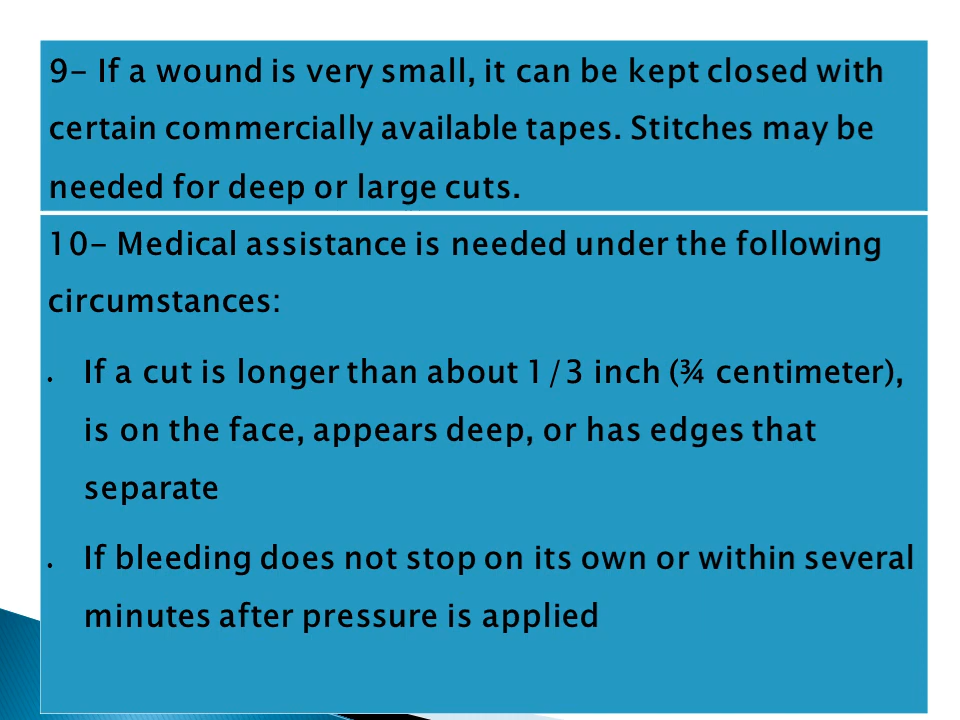 9- If a wound is very small, it can be kept closed with
certain commercially available tapes. Stitches may be
needed for deep or large cuts.
10- Medical assistance is needed under the following
circumstances:
• If a cut is longer than about 1/3 inch (¾ centimeter),
is on the face, appears deep, or has edges that
separate
• If bleeding does not stop on its own or within several
minutes after pressure is applied